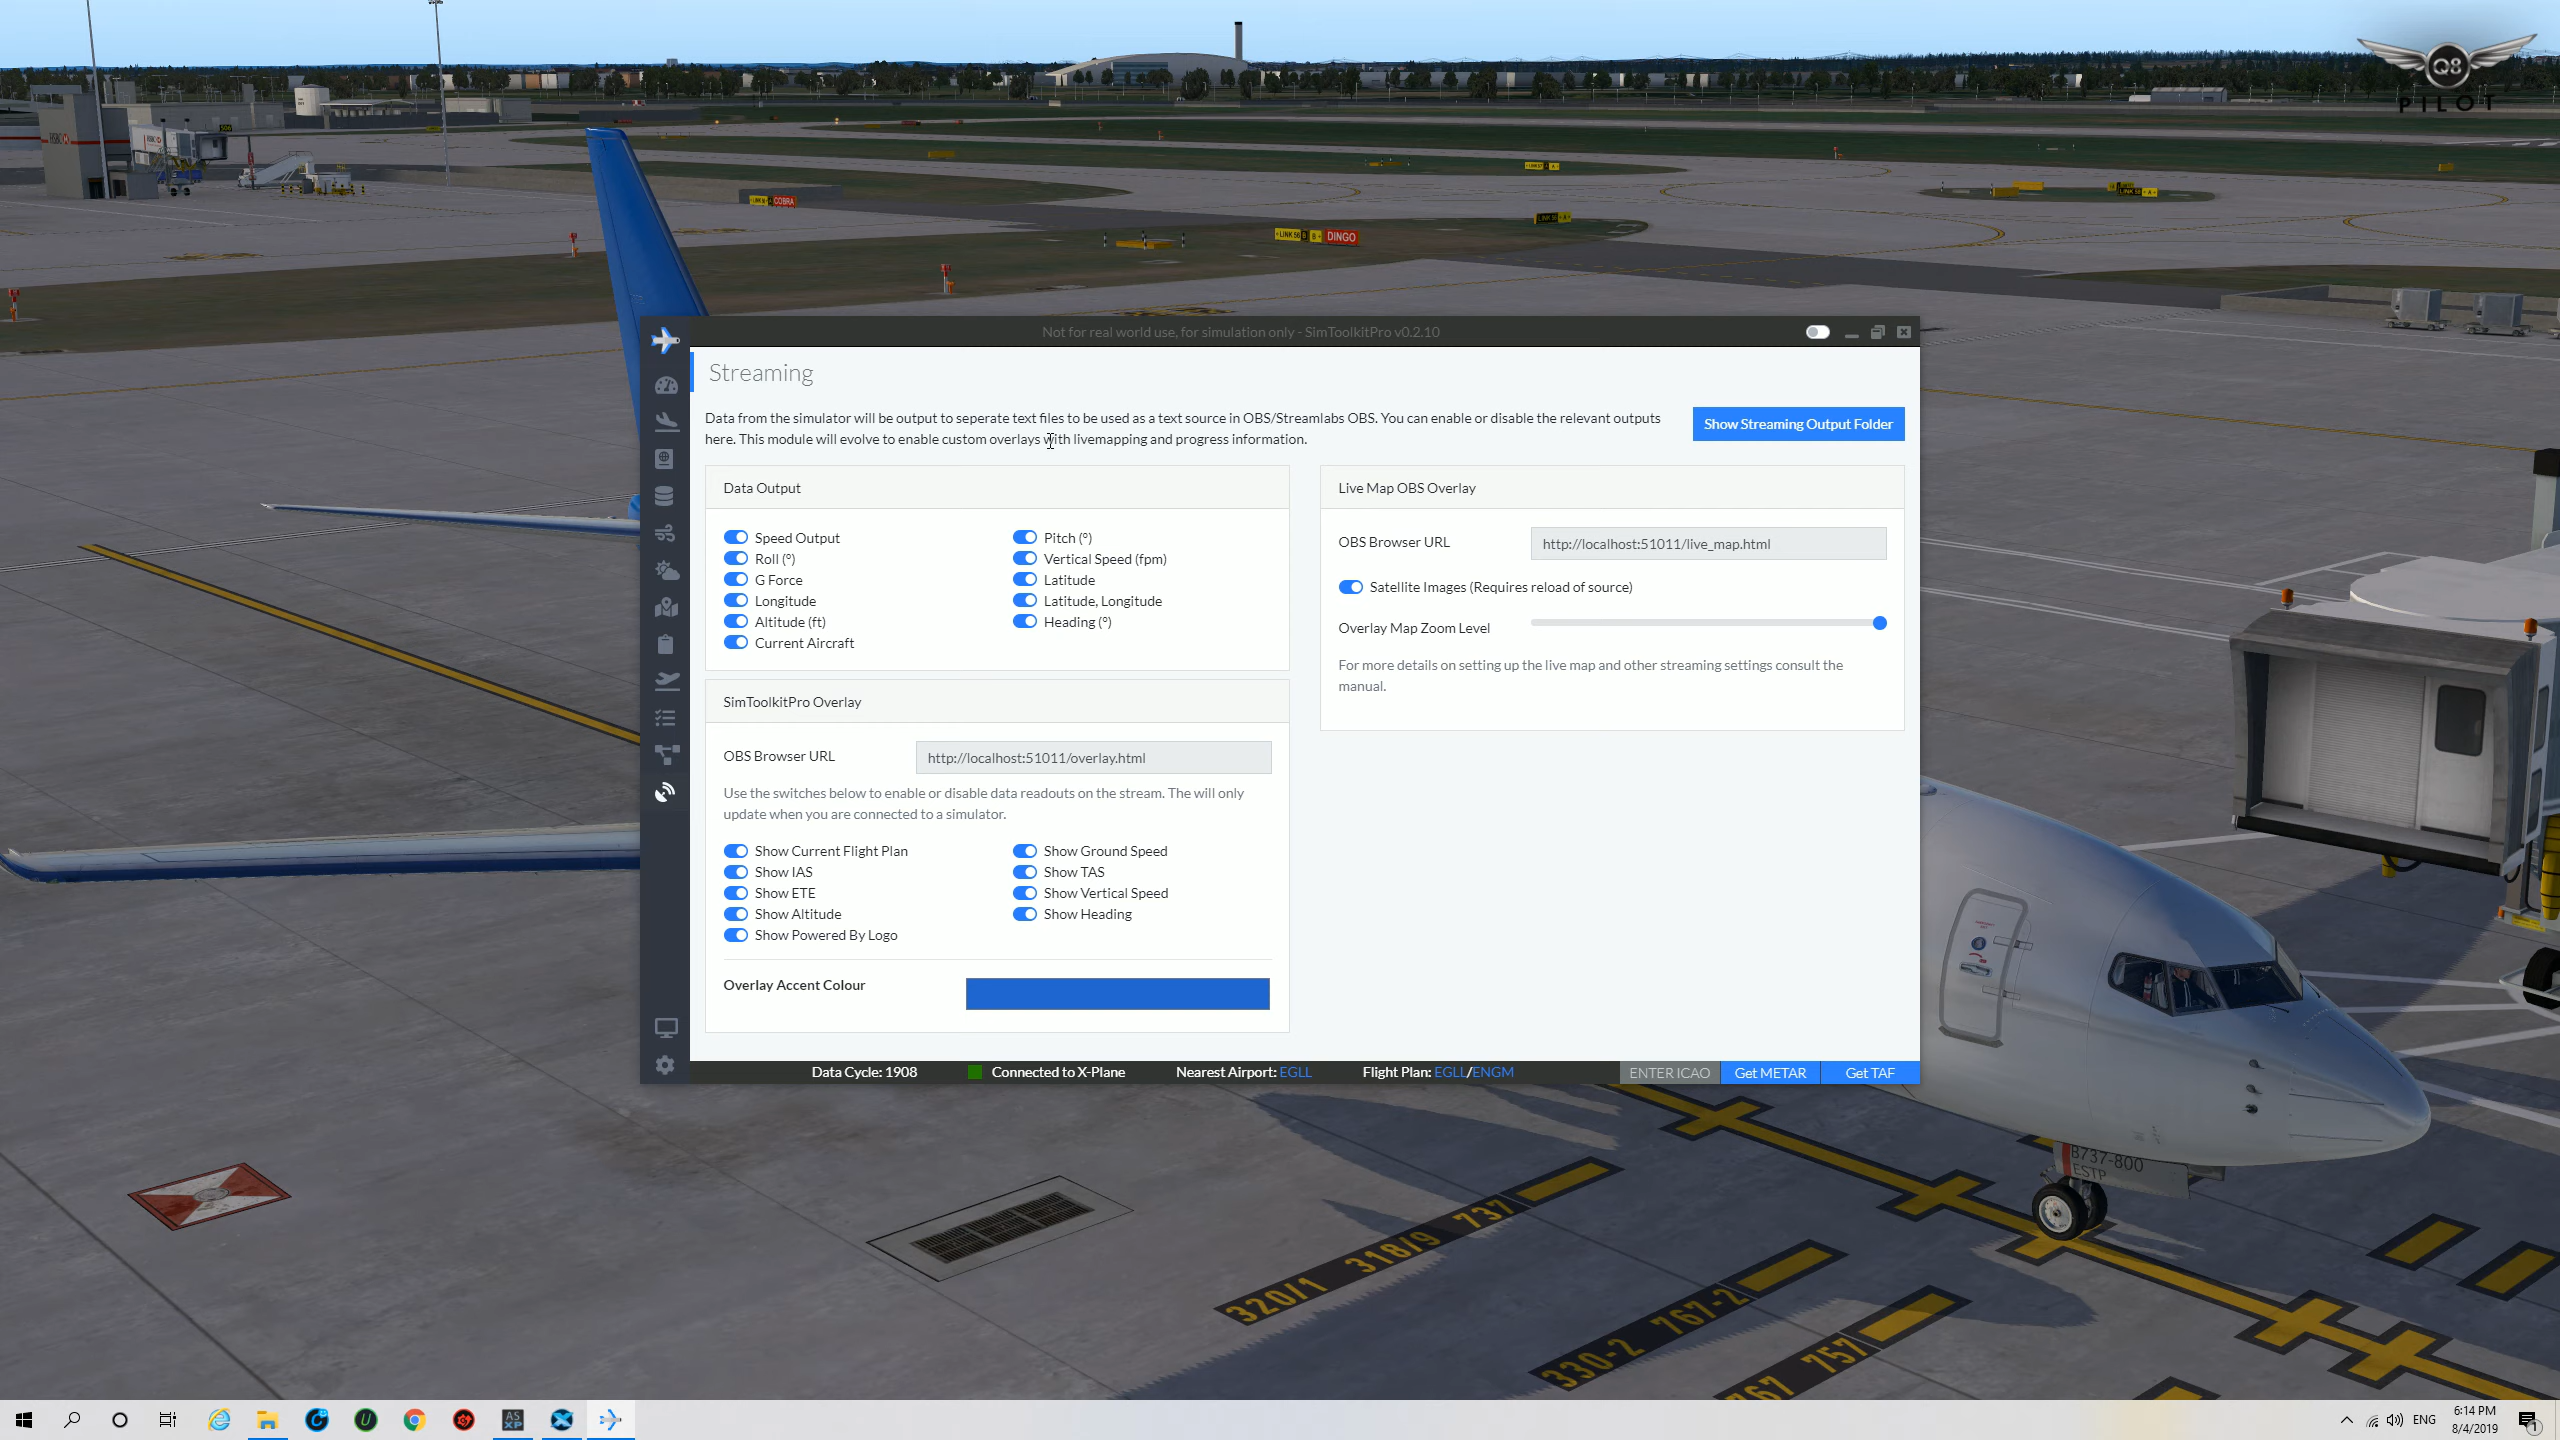 Q8
PILOT
HSBC
COBRA
LINK 56
DINGO
LINK 56
Not for real world use, for simulation only - SimToolkitPro v0.2.10
Streaming
Data from the simulator will be output to seperate text files to be used as a text source in OBS/Streamlabs OBS. You can enable or disable the relevant outputs
here. This module will evolve to enable custom overlays with livemapping and progress information.
Show Streaming Output Folder
Data Output
Speed Output
Pitch (°)
Roll (°)
Vertical Speed (fpm)
G Force
Latitude
Longitude
Latitude, Longitude
Altitude (ft)
Heading (°)
Current Aircraft
Live Map OBS Overlay
OBS Browser URL
http://localhost:51011/live_map.html
Satellite Images (Requires reload of source)
Overlay Map Zoom Level
For more details on setting up the live map and other streaming settings consult the
manual.
SimToolkitPro Overlay
OBS Browser URL
http://localhost:51011/overlay.html
Use the switches below to enable or disable data readouts on the stream. The will only
update when you are connected to a simulator.
Show Current Flight Plan
Show Ground Speed
Show IAS
Show TAS
Show ETE
Show Vertical Speed
Show Altitude
Show Heading
Show Powered By Logo
Overlay Accent Colour
Data Cycle: 1908
Connected to X-Plane
Nearest Airport: EGLL
Flight Plan: EGLL/ENGM
ENTER ICAO
Get METAR
Get TAF
B737-800
ESTP
320/1 318/9 737
330-2 767-2
767 757
AS
XP
ENG
6:14 PM
8/4/2019
1